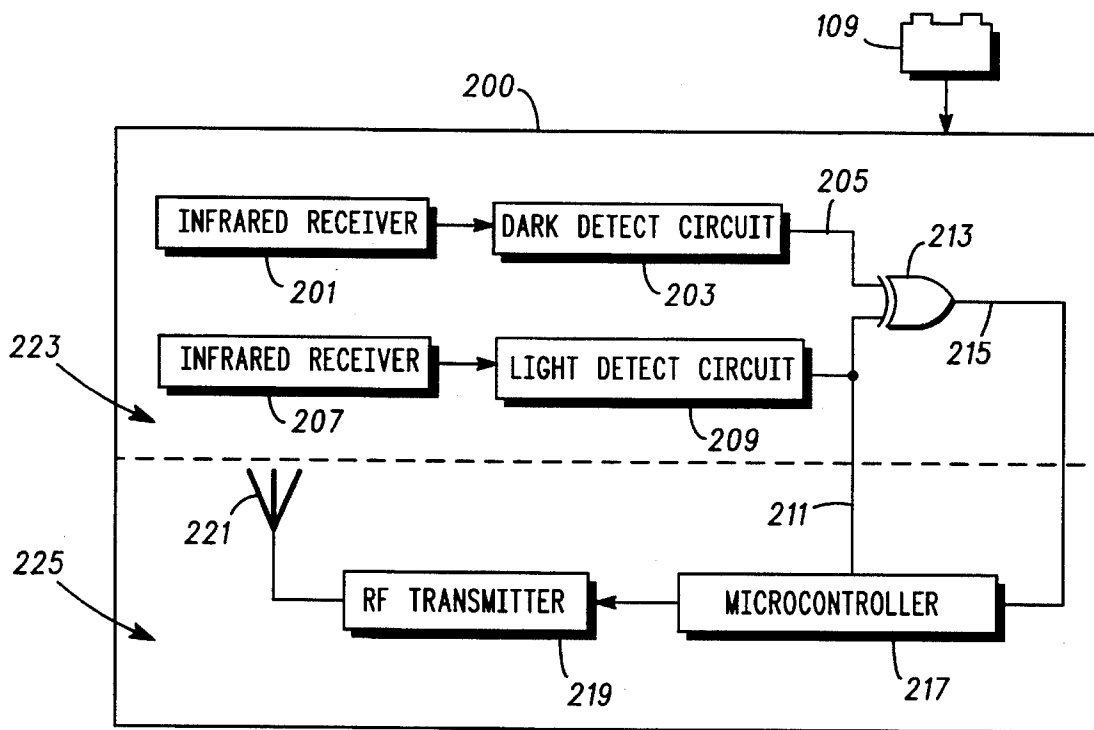 109
200
205
INFRARED RECEIVER
DARK DETECT CIRCUIT
213
201
203
215
223
INFRARED RECEIVER
LIGHT DETECT CIRCUIT
207
209
221
211
225
RF TRANSMITTER
MICROCONTROLLER
219
217